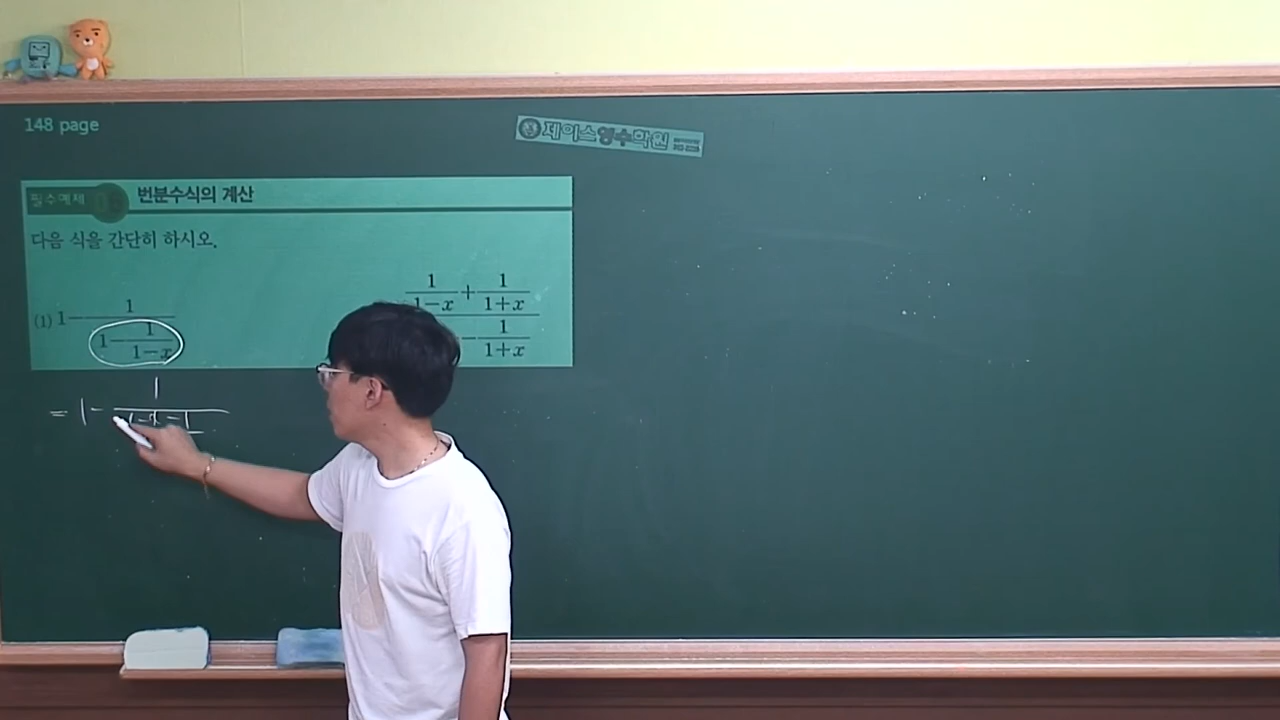 148 page
제이스영수학원
필수예제
번분수식의 계산
다음 식을 간단히 하시오.
(1) 1 - 1/(1 - 1/(1-x))
1/(1-x) + 1/(1+x)
- 1/(1+x)
= 1 - 1/(1-x-1)